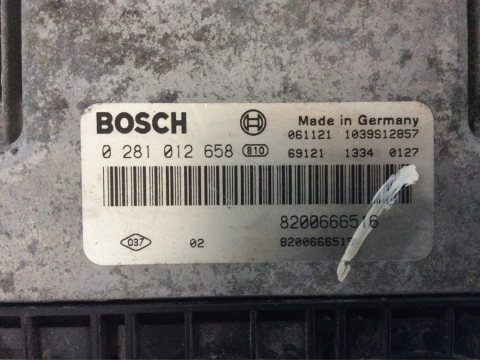 BOSCH Made in Germany
061121 1039S12857
0 281 012 658 810 69121 1334 0127
8200666516
037 02